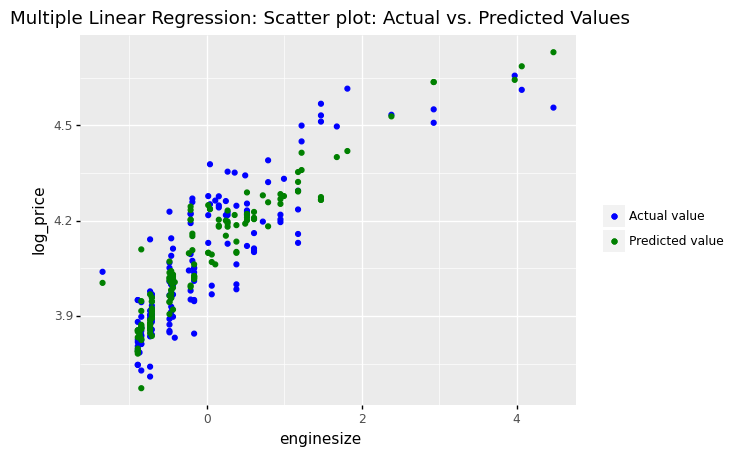 Multiple Linear Regression: Scatter plot: Actual vs. Predicted Values
4.5
4.2
3.9
log_price
0
2
4
enginesize
Actual value
Predicted value